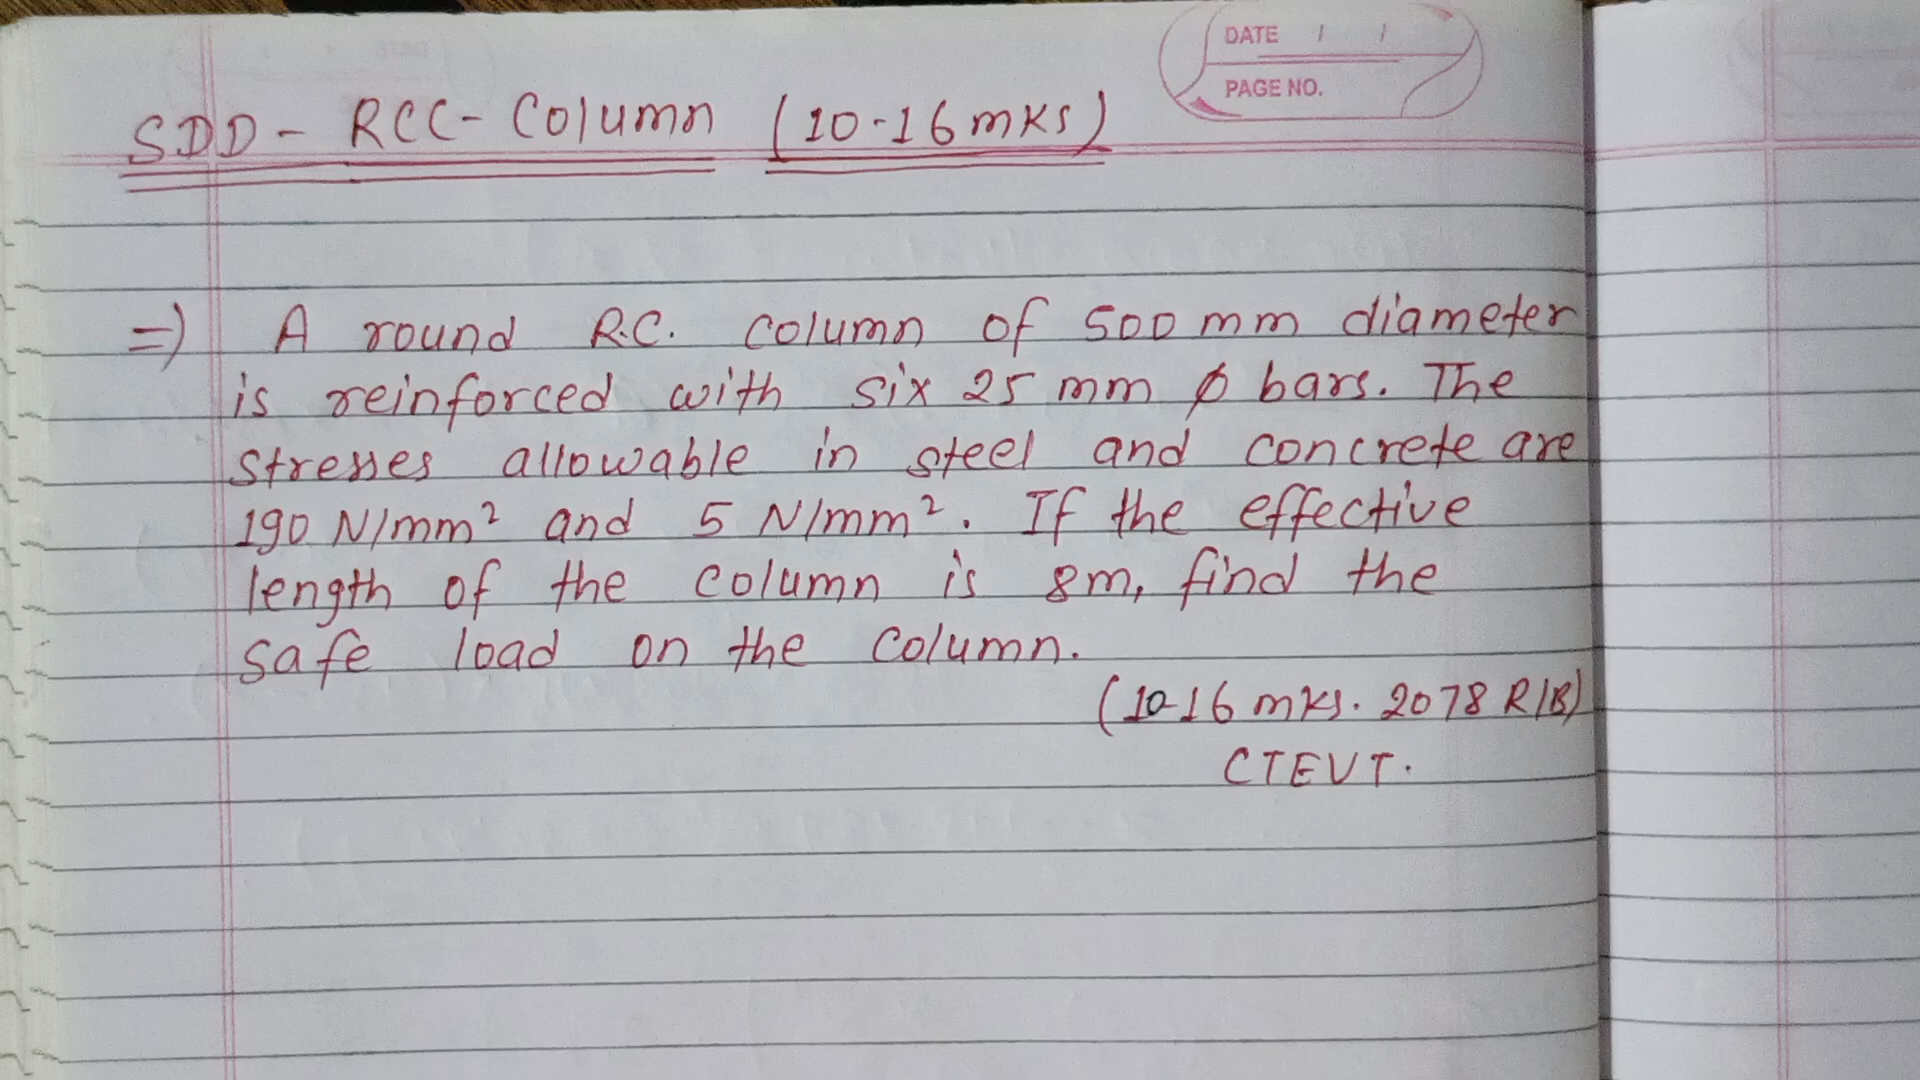 DATE / /
PAGE NO.
SDD - RCC - Column (10-16 mks)
=) A round R.C. column of 500 mm diameter
is reinforced with six 25 mm φ bars. The
stresses allowable in steel and concrete are
190 N/mm² and 5 N/mm². If the effective
length of the column is 8m, find the
safe load on the column.
(10-16 mks. 2078 R/B)
CTEVT.